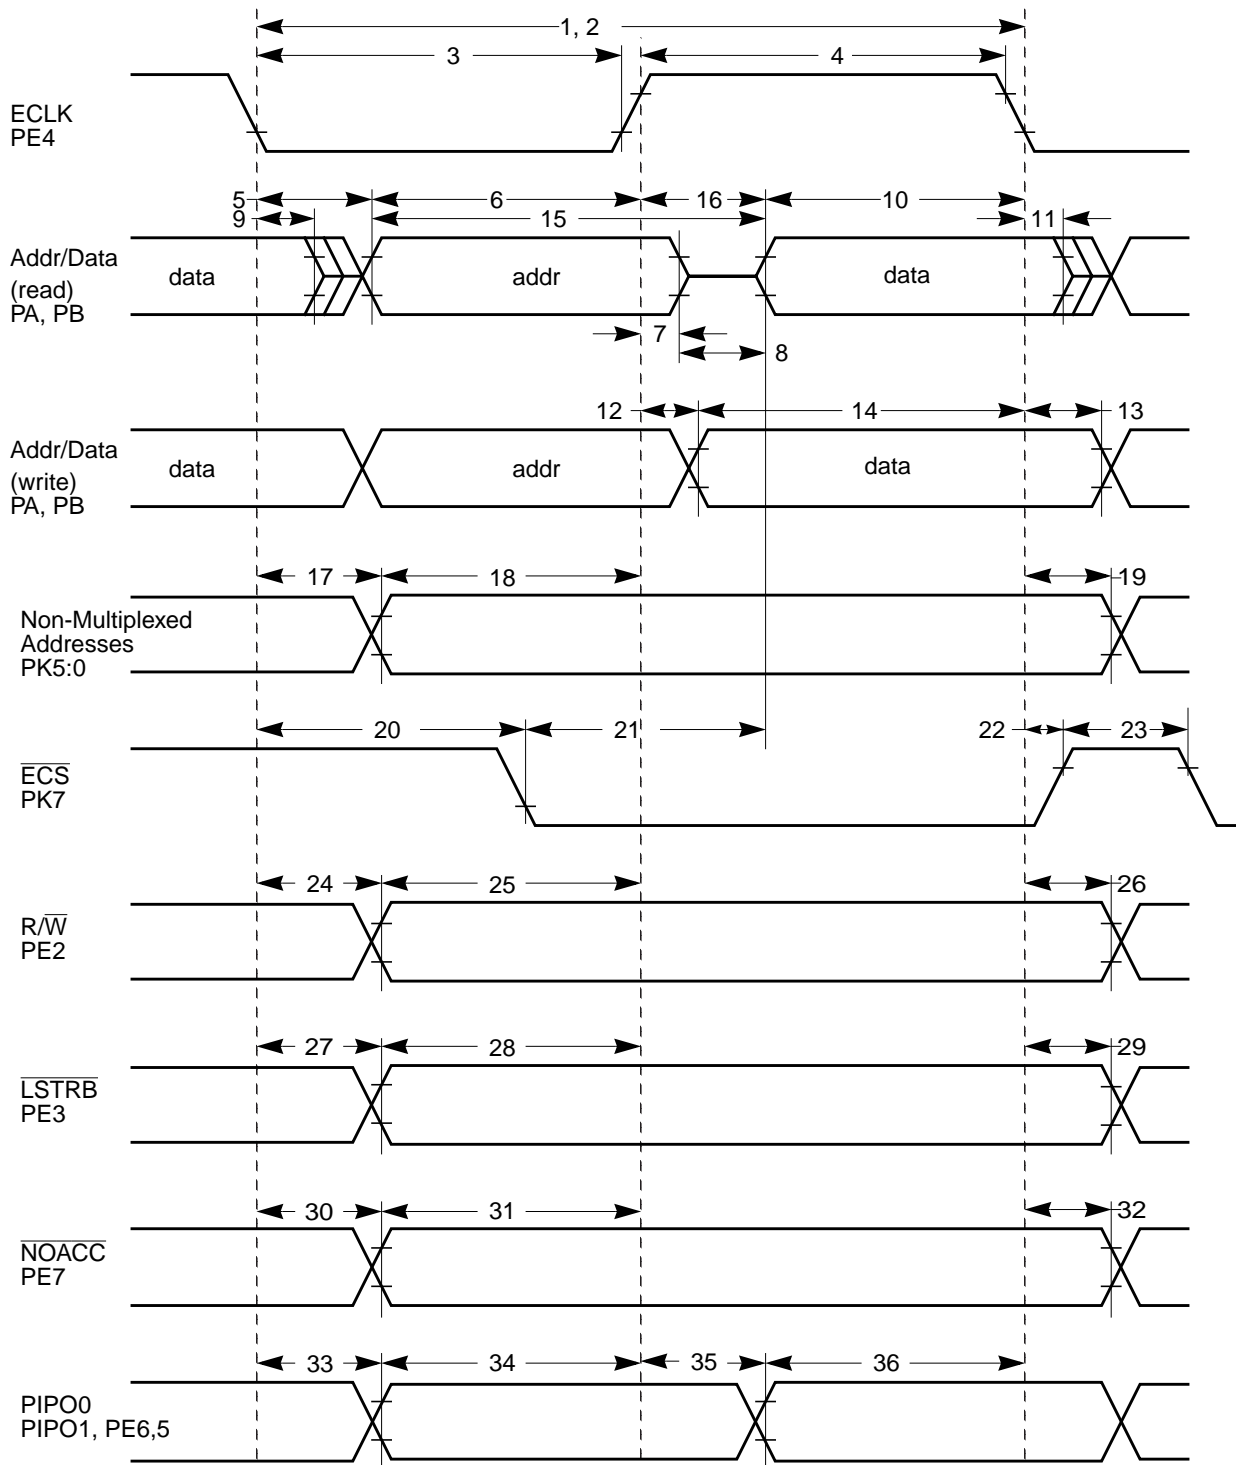 1, 2
3
4
ECLK
PE4
5
6
16
10
9
15
11
Addr/Data
(read)
PA, PB
data
addr
data
7
8
12
14
13
Addr/Data
(write)
PA, PB
data
addr
data
17
18
19
Non-Multiplexed
Addresses
PK5:0
20
21
22
23
ECS
PK7
24
25
26
R/W
PE2
27
28
29
LSTRB
PE3
30
31
32
NOACC
PE7
33
34
35
36
PIPO0
PIPO1, PE6,5